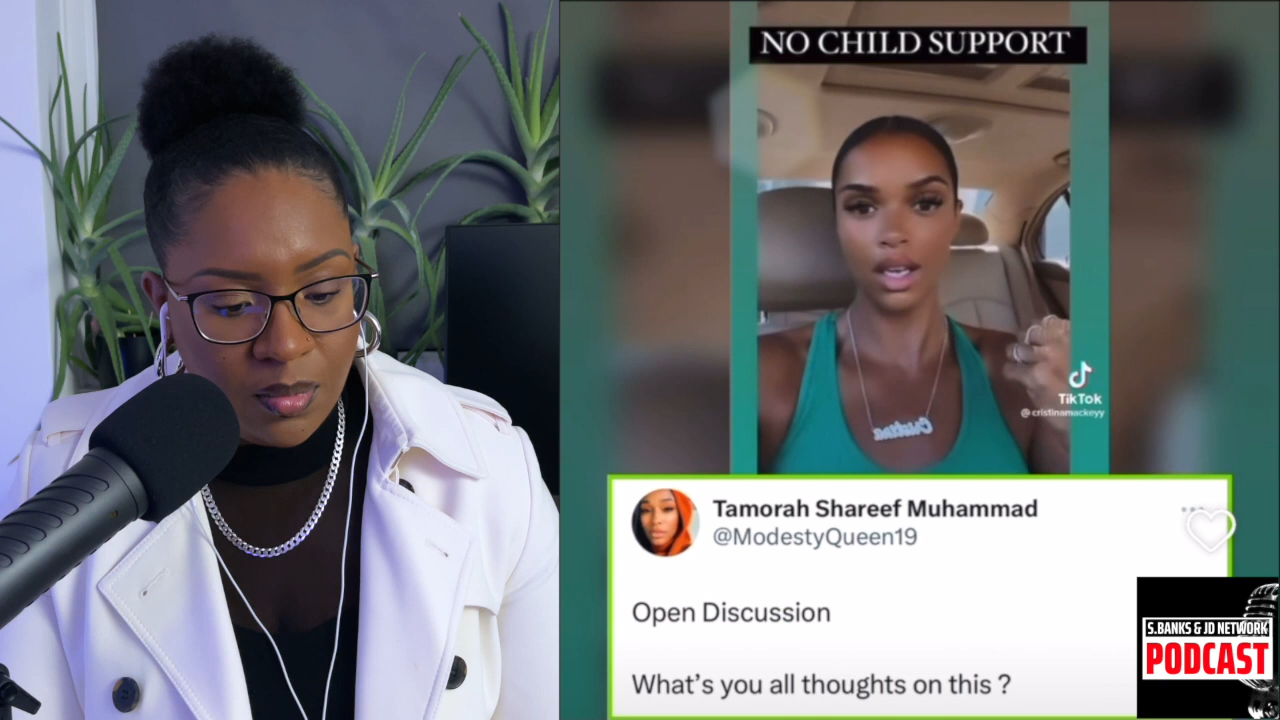 NO CHILD SUPPORT
TikTok
@cristinamackeyy
Tamorah Shareef Muhammad
@ModestyQueen19
Open Discussion
What's you all thoughts on this ?
S.BANKS & JD NETWORK
PODCAST